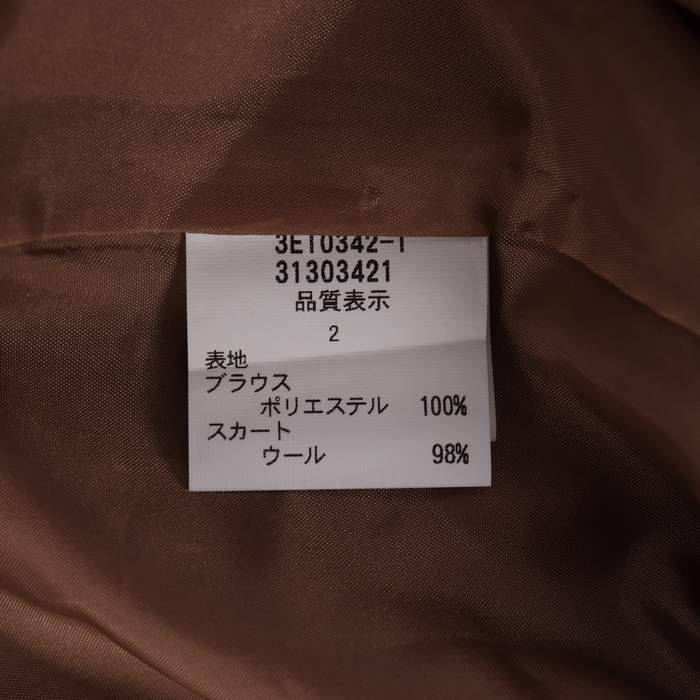 3E10342-1
31303421
品質表示
2
表地
ブラウス
ポリエステル 100%
スカート
ウール 98%